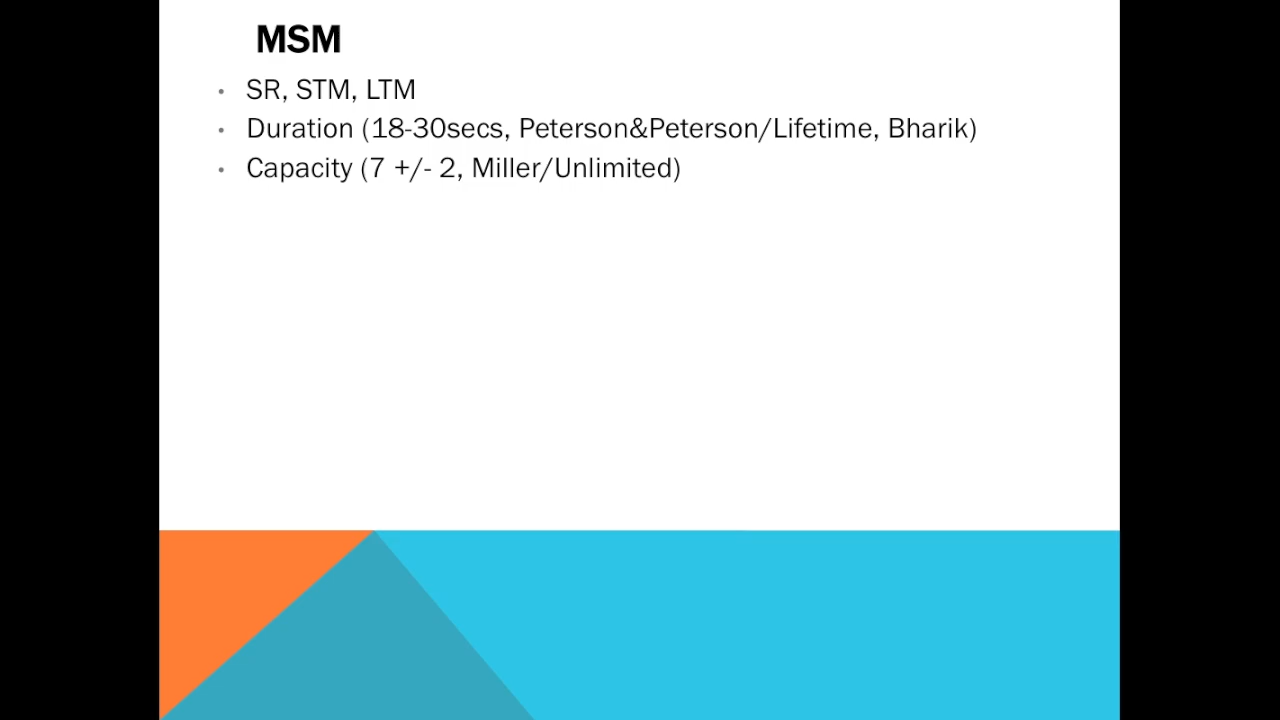 MSM
• SR, STM, LTM
• Duration (18-30secs, Peterson&Peterson/Lifetime, Bharik)
• Capacity (7 +/- 2, Miller/Unlimited)